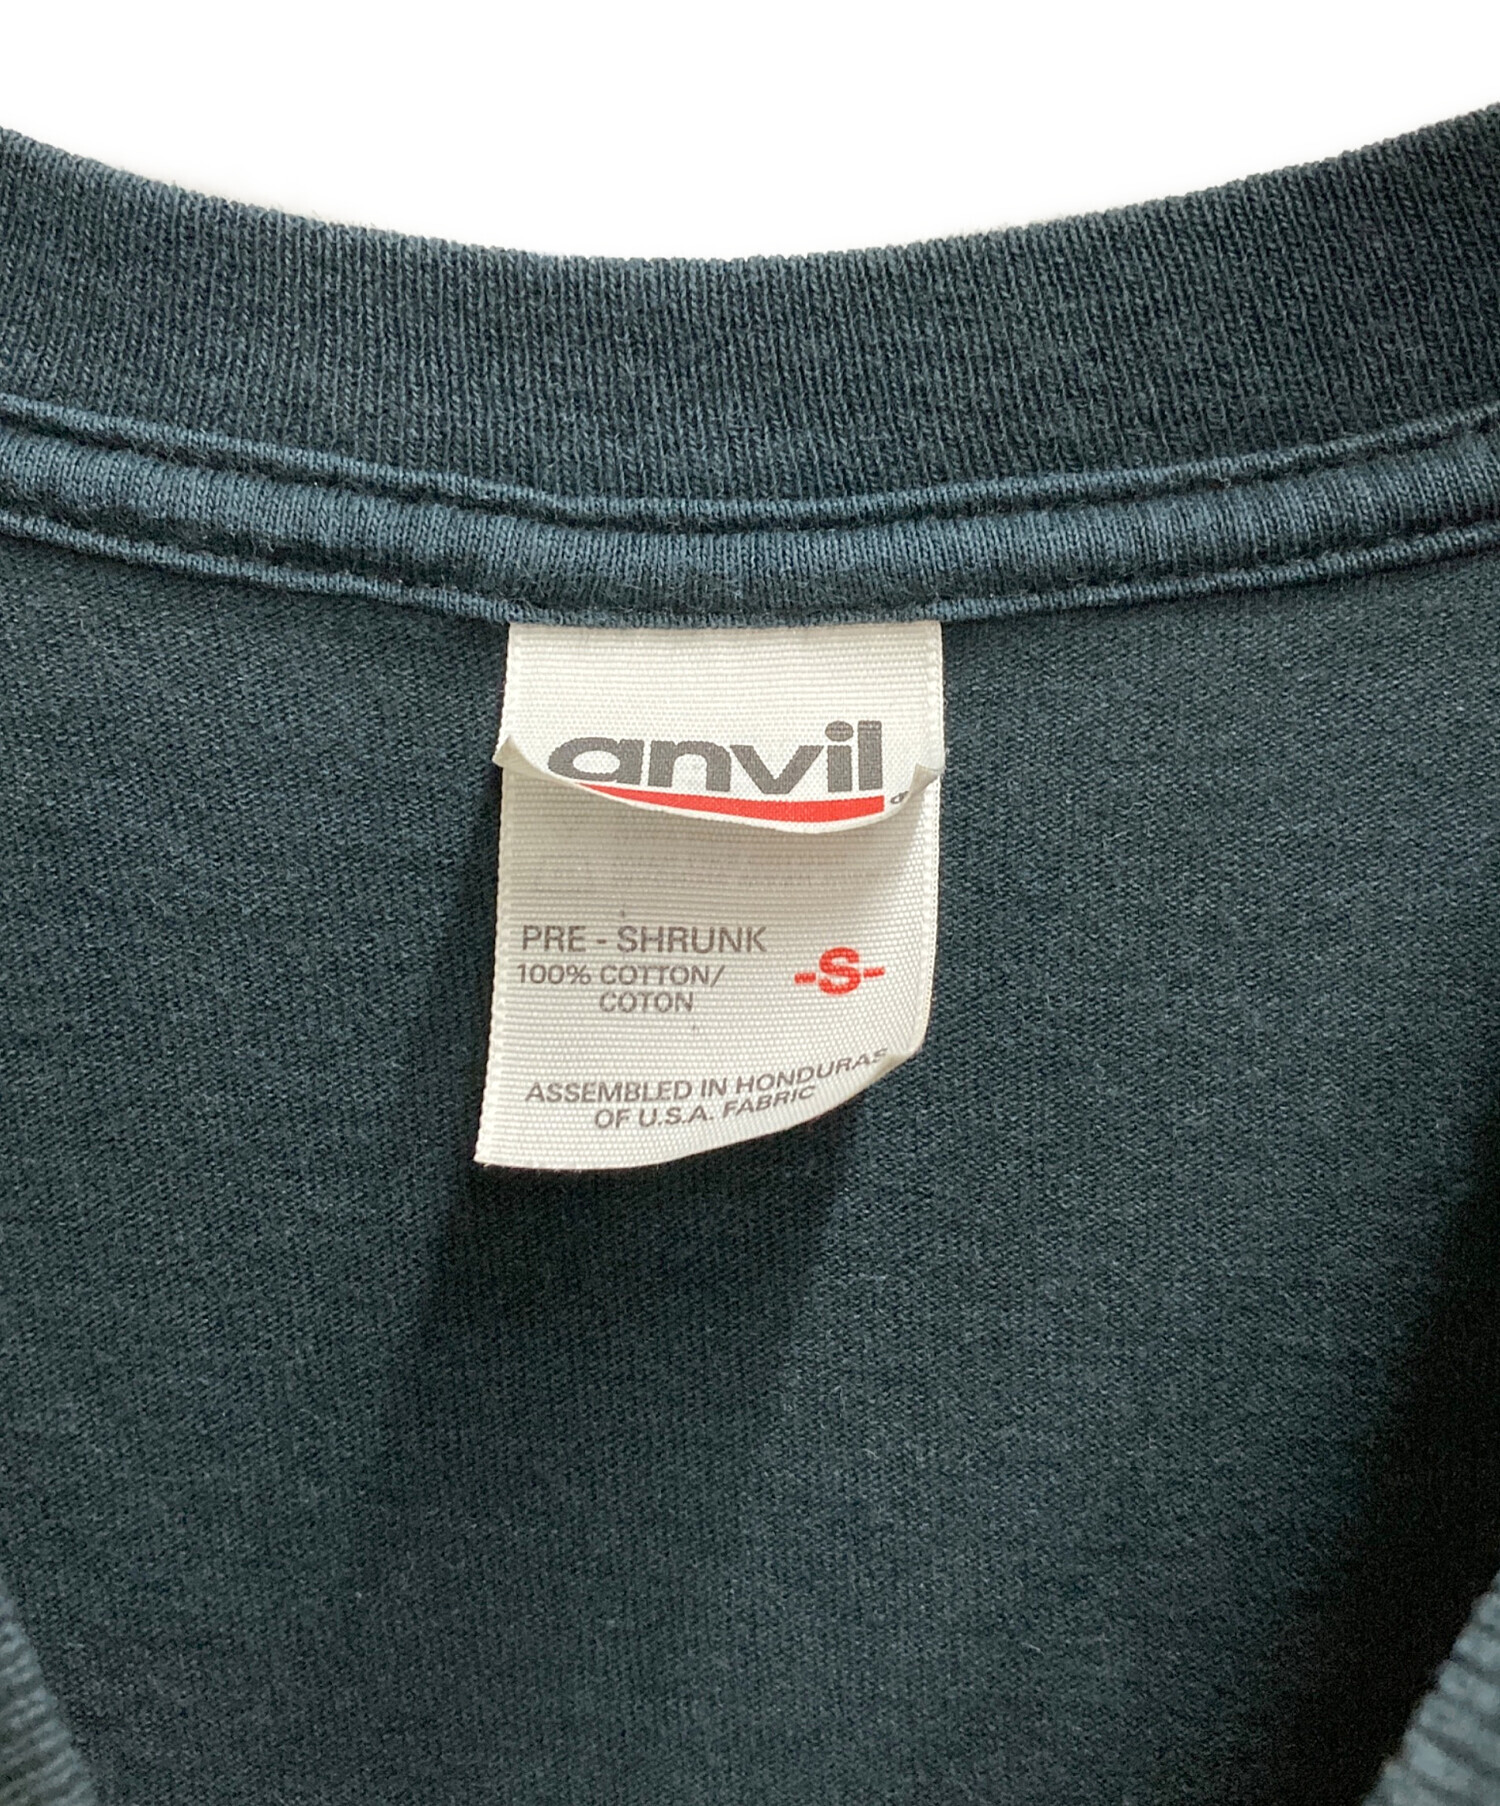 anvil
PRE - SHRUNK
100% COTTON/
COTON
-S-
ASSEMBLED IN HONDURAS
OF U.S.A. FABRIC